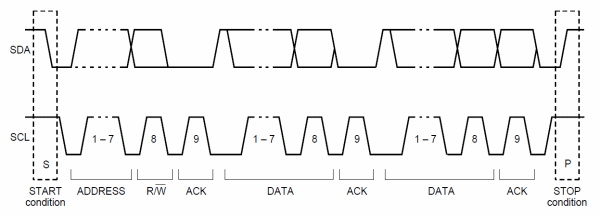 SDA
SCL
1 – 7 8 9 1 – 7 8 9 1 – 7 8 9
S P
START condition ADDRESS R/W̅ ACK DATA ACK DATA ACK STOP condition